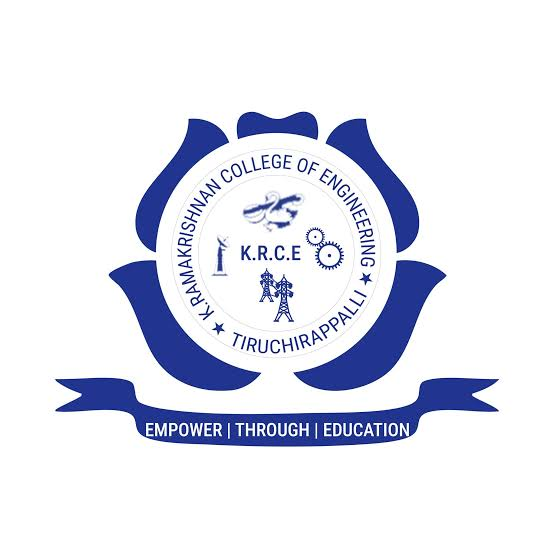 K.RAMAKRISHNAN COLLEGE OF ENGINEERING
K.R.C.E
★ TIRUCHIRAPPALLI ★
EMPOWER | THROUGH | EDUCATION